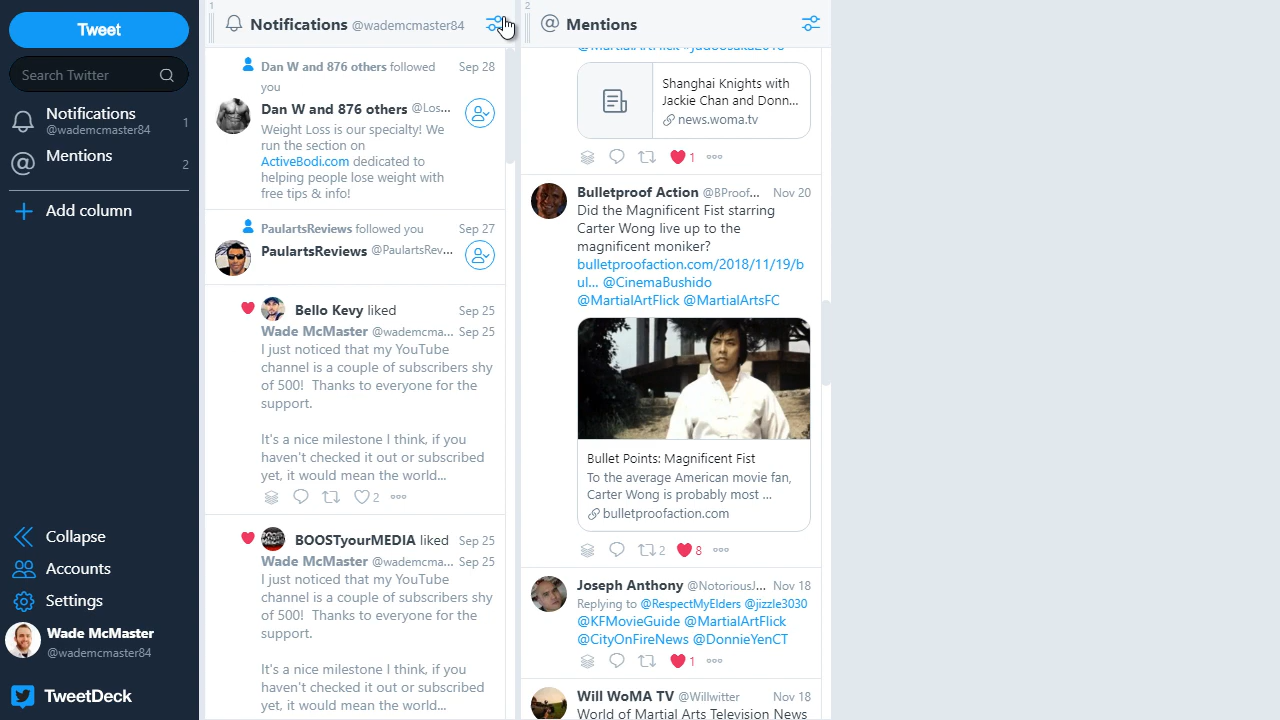 Tweet
Search Twitter
Notifications
@wademcmaster84
1
Mentions
2
Add column
Collapse
Accounts
Settings
Wade McMaster
@wademcmaster84
TweetDeck
1
Notifications @wademcmaster84
Dan W and 876 others followed Sep 28
you
Dan W and 876 others @Los...
Weight Loss is our specialty! We
run the section on
ActiveBodi.com dedicated to
helping people lose weight with
free tips & info!
PaulartsReviews followed you Sep 27
PaulartsReviews @PaulartsRev...
Bello Kevy liked Sep 25
Wade McMaster @wademcma... Sep 25
I just noticed that my YouTube
channel is a couple of subscribers shy
of 500! Thanks to everyone for the
support.
It's a nice milestone I think, if you
haven't checked it out or subscribed
yet, it would mean the world...
2
BOOSTyourMEDIA liked Sep 25
Wade McMaster @wademcma... Sep 25
I just noticed that my YouTube
channel is a couple of subscribers shy
of 500! Thanks to everyone for the
support.
It's a nice milestone I think, if you
haven't checked it out or subscribed
yet, it would mean the world...
2
@ Mentions
Shanghai Knights with
Jackie Chan and Donn...
news.woma.tv
1
Bulletproof Action @BProof... Nov 20
Did the Magnificent Fist starring
Carter Wong live up to the
magnificent moniker?
bulletproofaction.com/2018/11/19/b
ul... @CinemaBushido
@MartialArtFlick @MartialArtsFC
Bullet Points: Magnificent Fist
To the average American movie fan,
Carter Wong is probably most ...
bulletproofaction.com
2 8
Joseph Anthony @NotoriousJ... Nov 18
Replying to @RespectMyElders @jizzle3030
@KFMovieGuide @MartialArtFlick
@CityOnFireNews @DonnieYenCT
1
Will WoMA TV @Willwitter Nov 18
World of Martial Arts Television News